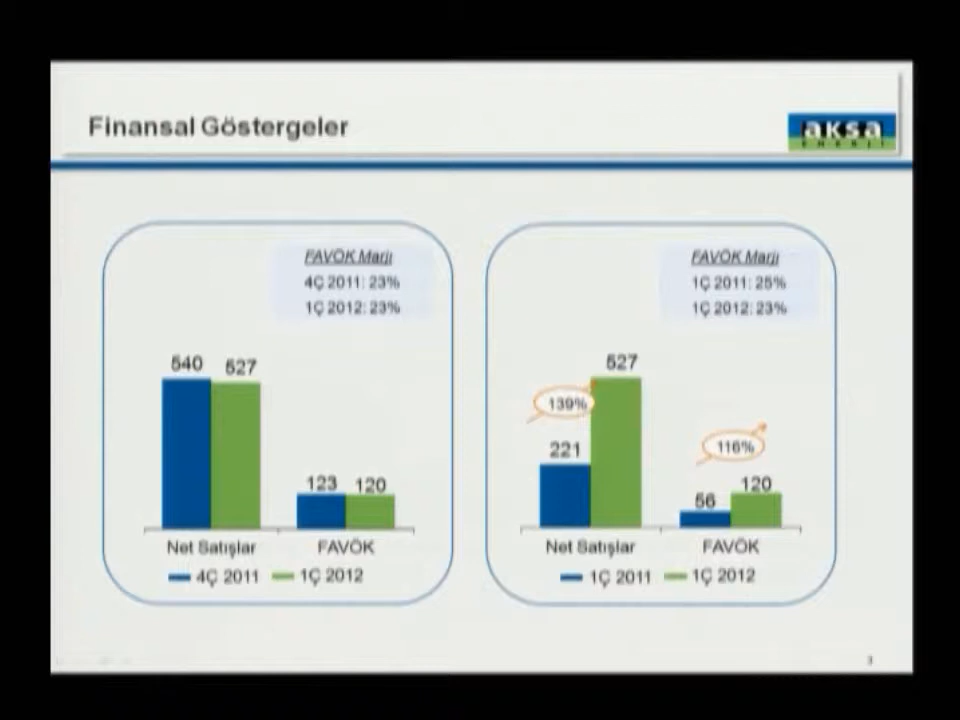 Finansal Göstergeler
aksa
ENERJİ
FAVÖK Marjı
4Ç 2011: 23%
1Ç 2012: 23%
540
527
123
120
Net Satışlar
FAVÖK
4Ç 2011
1Ç 2012
FAVÖK Marjı
1Ç 2011: 25%
1Ç 2012: 23%
527
139%
221
116%
56
120
Net Satışlar
FAVÖK
1Ç 2011
1Ç 2012
3